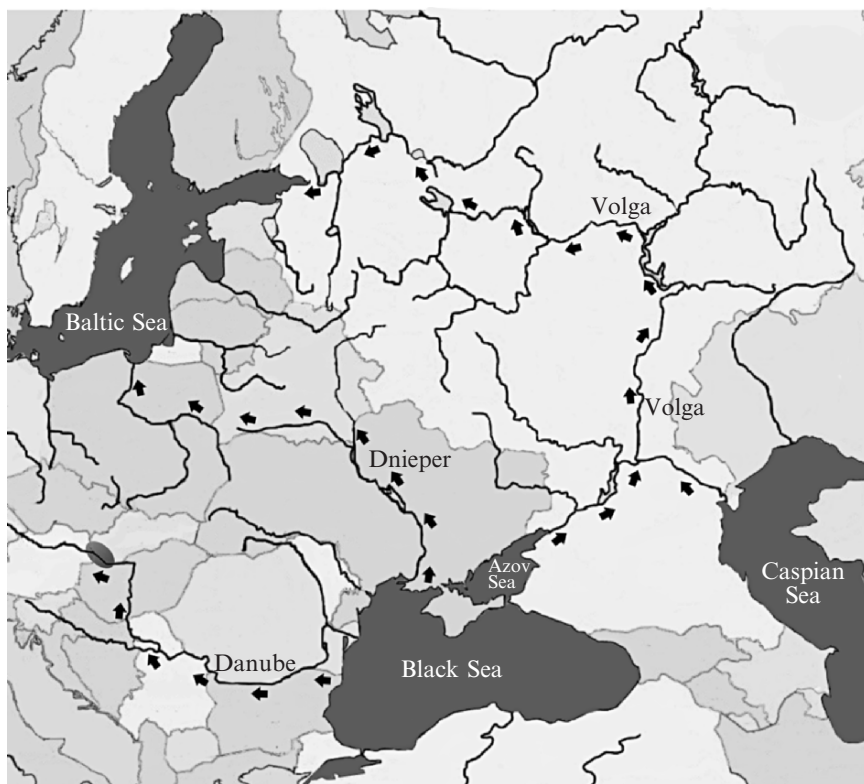 Volga
Baltic Sea
Volga
Dnieper
Azov
Sea
Caspian
Sea
Danube
Black Sea